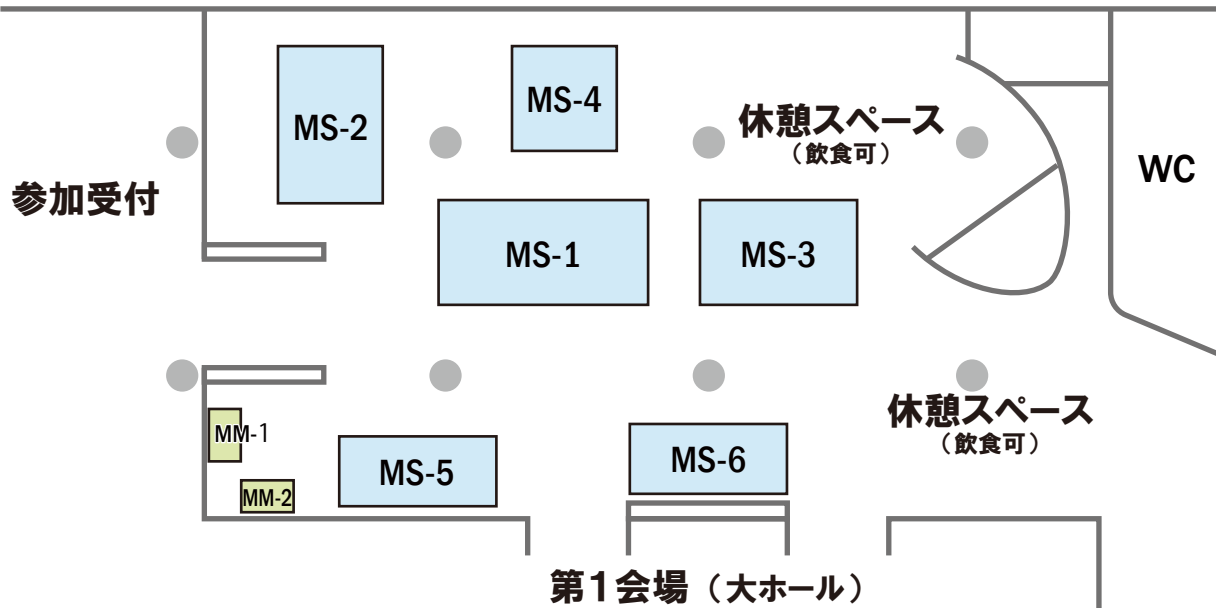 MS-2
MS-4
休憩スペース
（飲食可）
WC
参加受付
MS-1
MS-3
休憩スペース
（飲食可）
MM-1
MM-2
MS-5
MS-6
第1会場（大ホール）